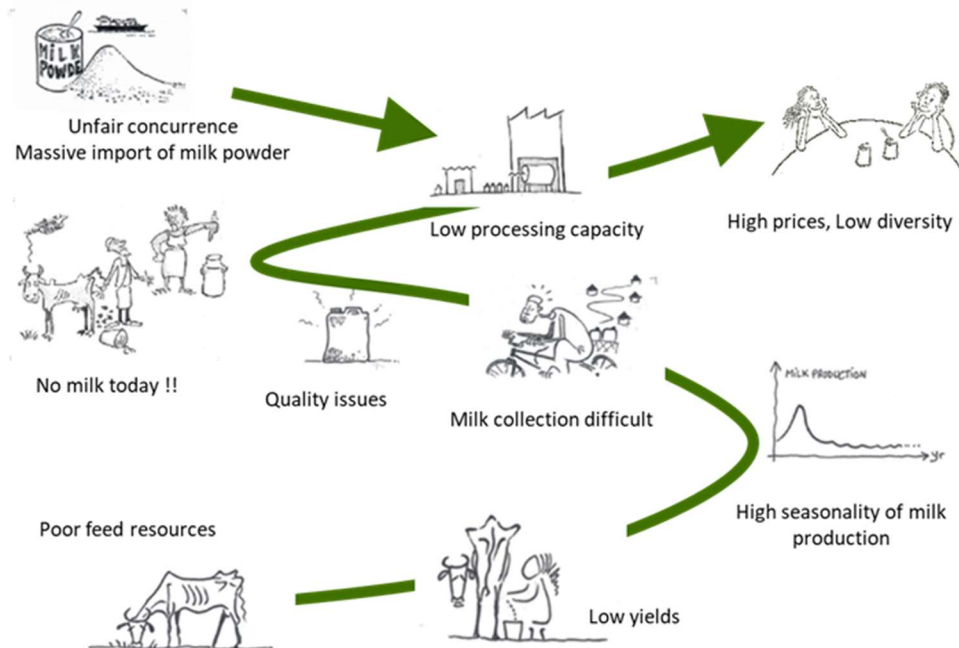 MILK
POWDE
Unfair concurrence
Massive import of milk powder
Low processing capacity
High prices, Low diversity
No milk today !!
Quality issues
Milk collection difficult
MILK PRODUCTION
yr
High seasonality of milk
production
Poor feed resources
Low yields